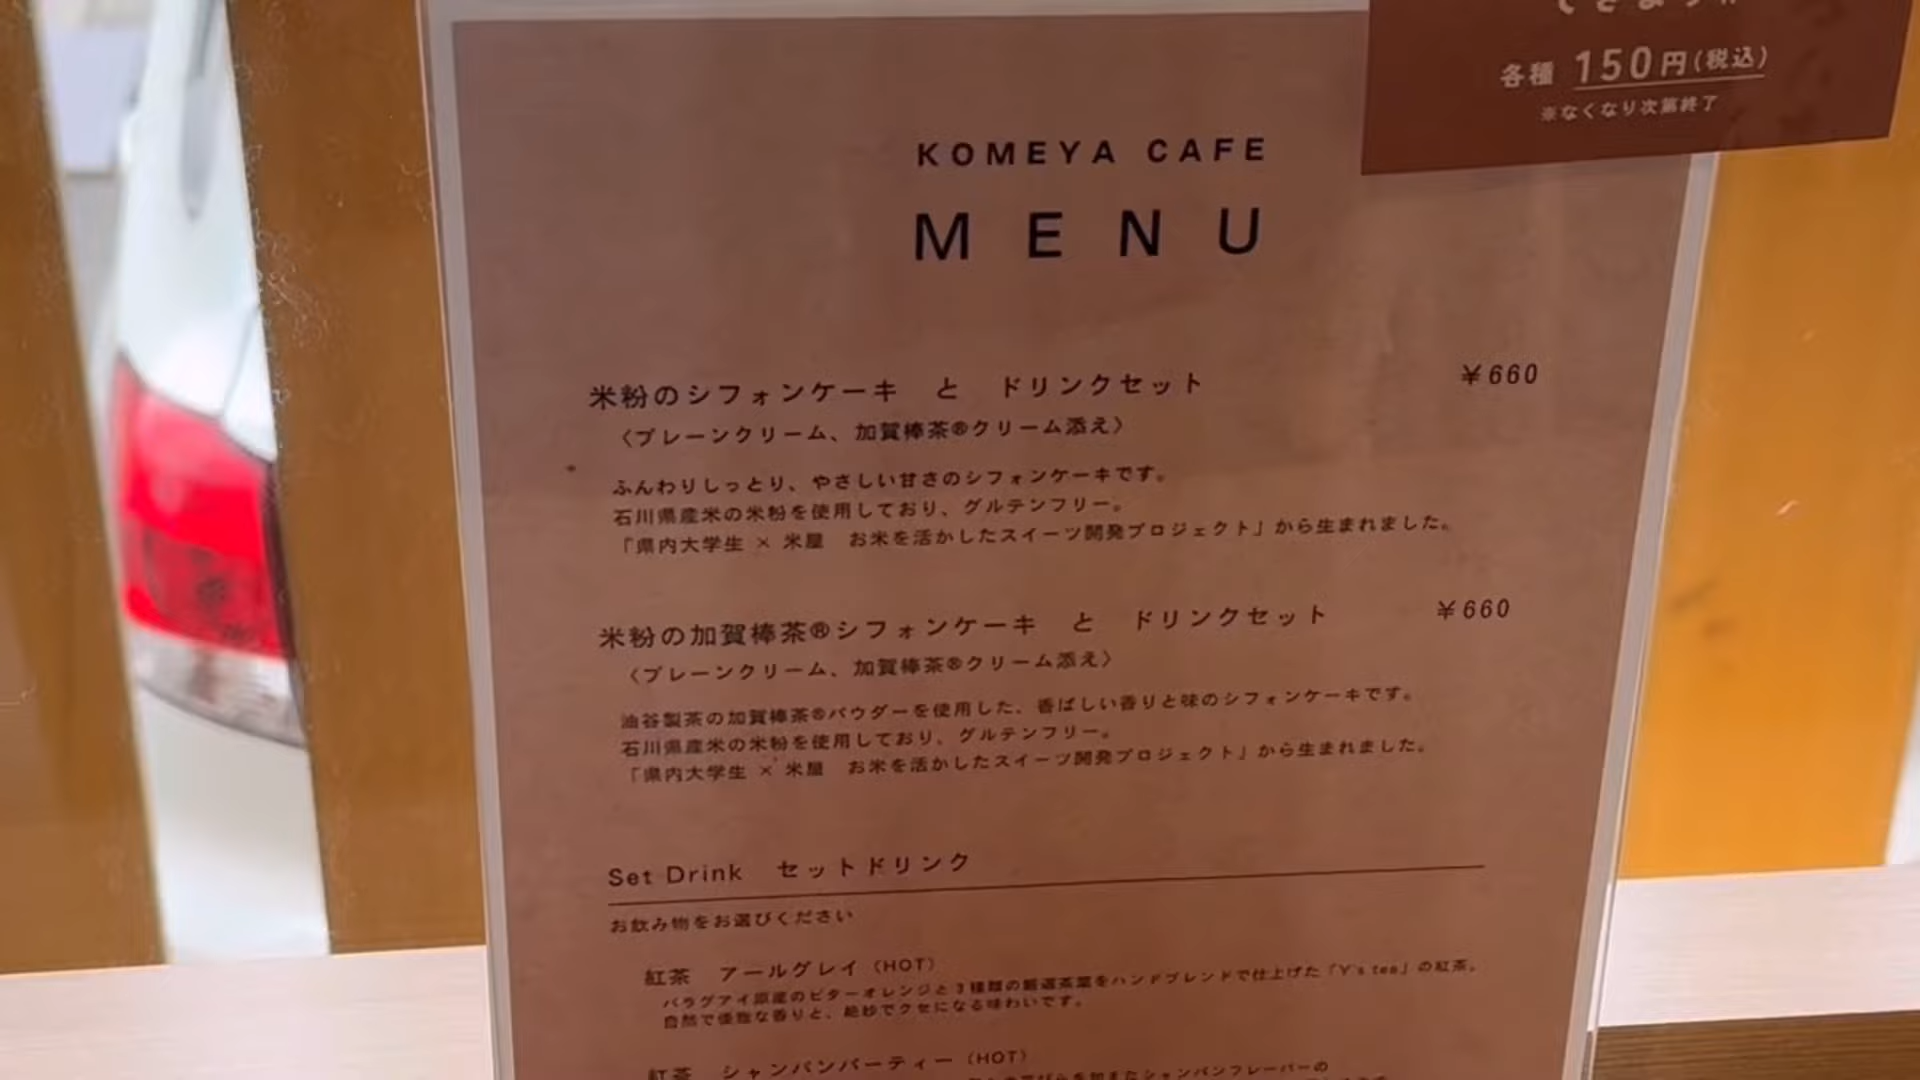 各種 150円(税込)
※なくなり次第終了
KOMEYA CAFE
MENU
米粉のシフォンケーキ と ドリンクセット ¥660
〈プレーンクリーム、加賀棒茶®クリーム添え〉
ふんわりしっとり、やさしい甘さのシフォンケーキです。
石川県産米の米粉を使用しており、グルテンフリー。
「県内大学生 × 米屋 お米を活かしたスイーツ開発プロジェクト」から生まれました。
米粉の加賀棒茶®シフォンケーキ と ドリンクセット ¥660
〈プレーンクリーム、加賀棒茶®クリーム添え〉
油谷製茶の加賀棒茶®パウダーを使用した、香ばしい香りと味のシフォンケーキです。
石川県産米の米粉を使用しており、グルテンフリー。
「県内大学生 × 米屋 お米を活かしたスイーツ開発プロジェクト」から生まれました。
Set Drink セットドリンク
お飲み物をお選びください
紅茶 アールグレイ（HOT）
パラグアイ原産のビターオレンジと3種類の厳選茶葉をハンドブレンドで仕上げた「Y's tea」の紅茶。
自然で優雅な香りと、絶妙でクセになる味わいです。
紅茶 シャンパンパーティー（HOT）
シャンパンフレーバーの